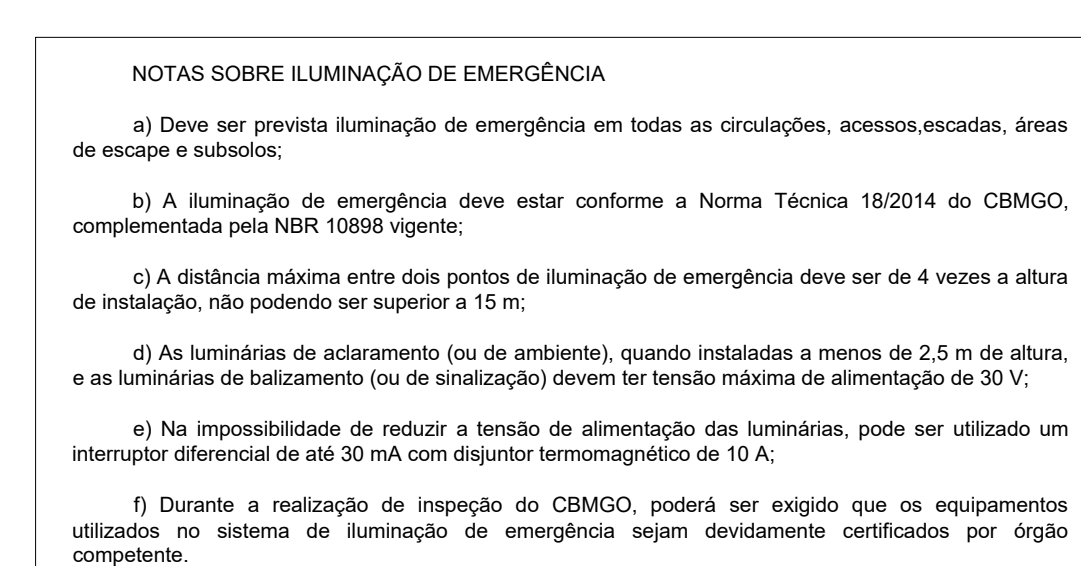 NOTAS SOBRE ILUMINAÇÃO DE EMERGÊNCIA
a) Deve ser prevista iluminação de emergência em todas as circulações, acessos,escadas, áreas
de escape e subsolos;
b) A iluminação de emergência deve estar conforme a Norma Técnica 18/2014 do CBMGO,
complementada pela NBR 10898 vigente;
c) A distância máxima entre dois pontos de iluminação de emergência deve ser de 4 vezes a altura
de instalação, não podendo ser superior a 15 m;
d) As luminárias de aclaramento (ou de ambiente), quando instaladas a menos de 2,5 m de altura,
e as luminárias de balizamento (ou de sinalização) devem ter tensão máxima de alimentação de 30 V;
e) Na impossibilidade de reduzir a tensão de alimentação das luminárias, pode ser utilizado um
interruptor diferencial de até 30 mA com disjuntor termomagnético de 10 A;
f) Durante a realização de inspeção do CBMGO, poderá ser exigido que os equipamentos
utilizados no sistema de iluminação de emergência sejam devidamente certificados por órgão
competente.